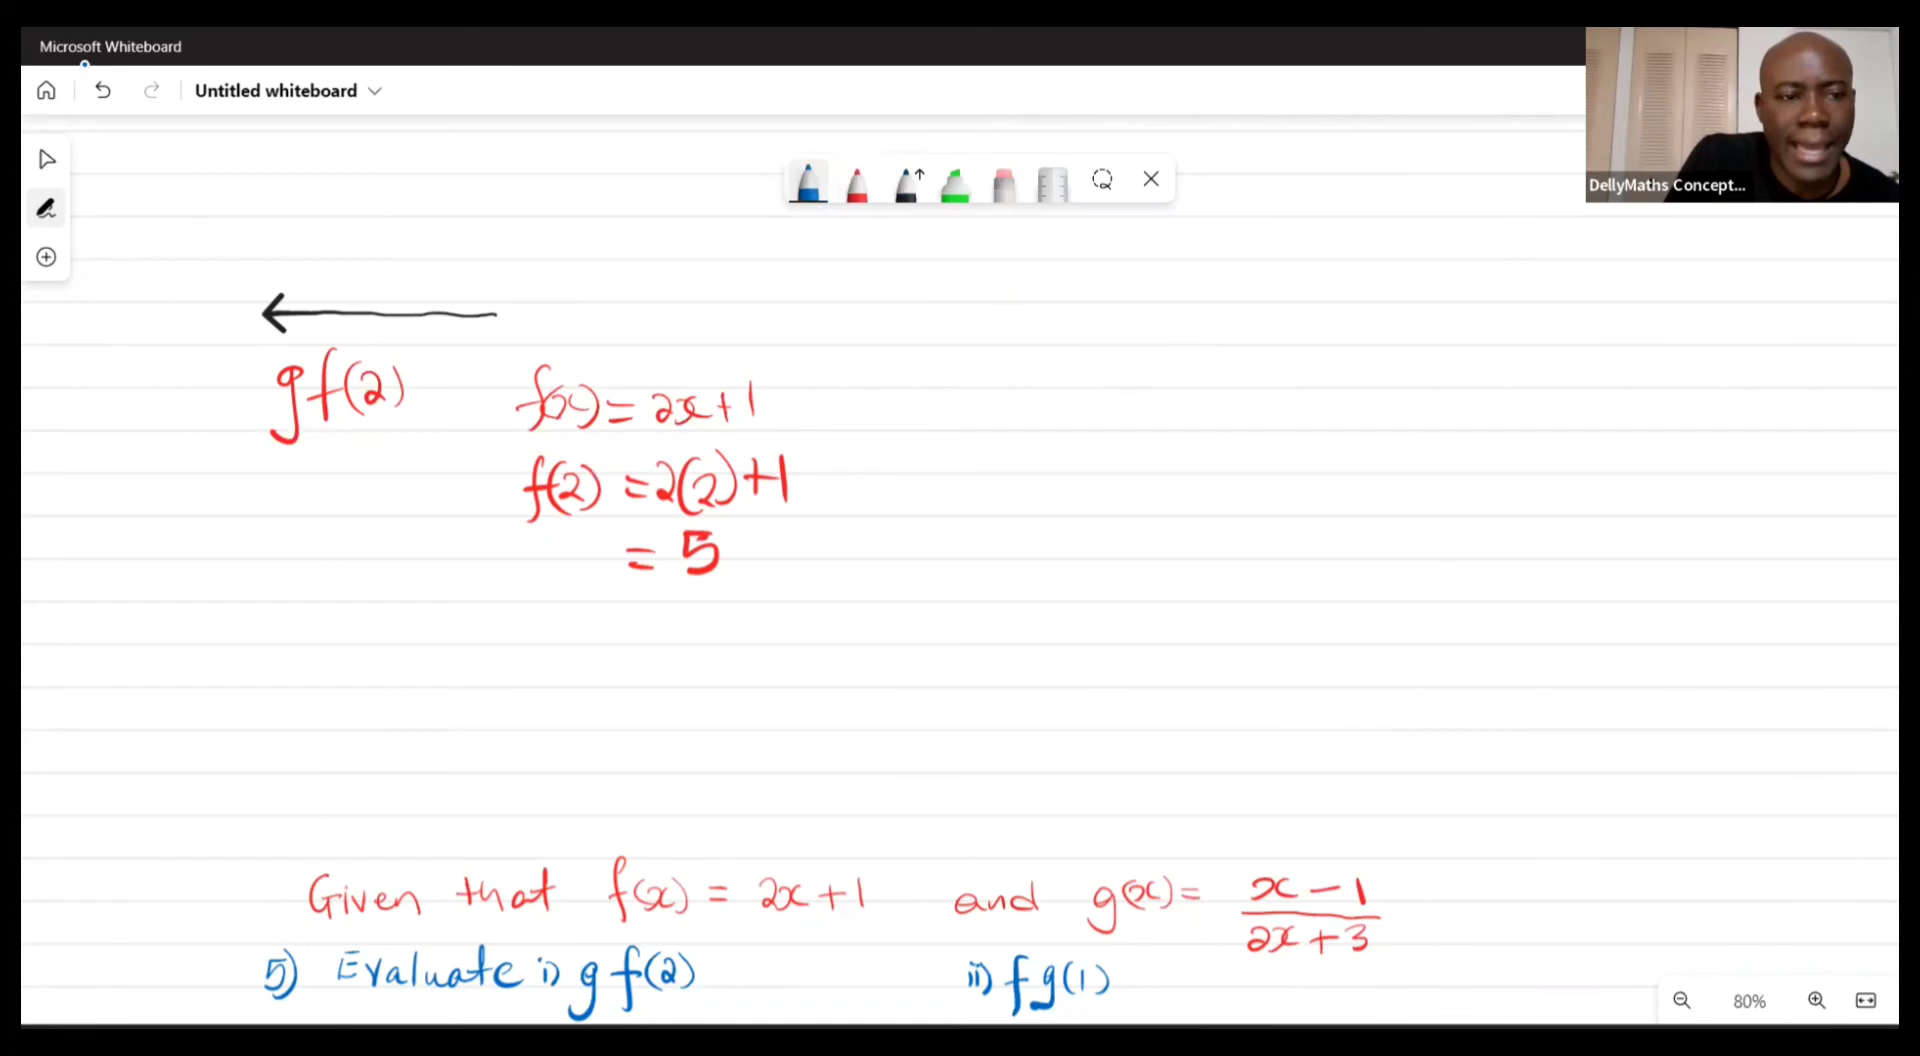 Microsoft Whiteboard
Untitled whiteboard
DellyMaths Concept...
gf(2)
f(x) = 2x+1
f(2) = 2(2)+1
= 5
Given that f(x) = 2x+1 and g(x) = x-1
2x+3
5) Evaluate i) gf(2) ii) fg(1)
80%